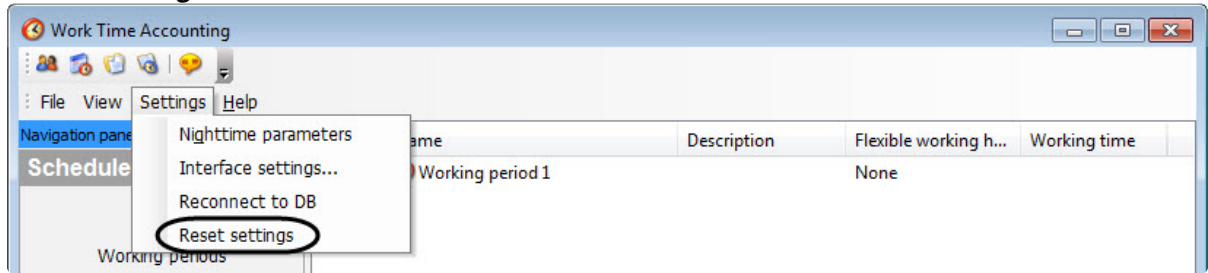 Work Time Accounting
File View Settings Help
Navigation pane
Nighttime parameters
Interface settings...
Reconnect to DB
Reset settings
Schedule
Working periods
ame Description Flexible working h... Working time
Working period 1 None